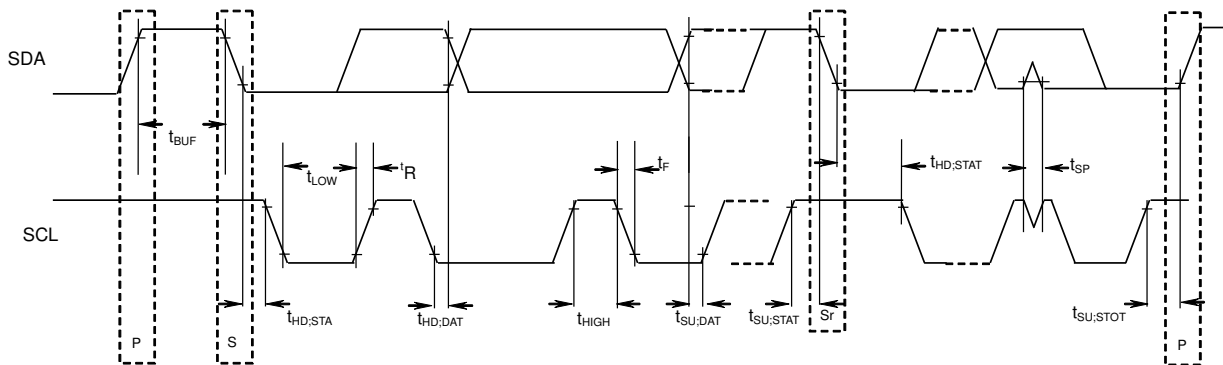 SDA
tBUF
tLOW
tR
tF
tHD;STAT
tSP
SCL
tHD;STA
tHD;DAT
tHIGH
tSU;DAT
tSU;STAT
Sr
tSU;STOT
P
S
P